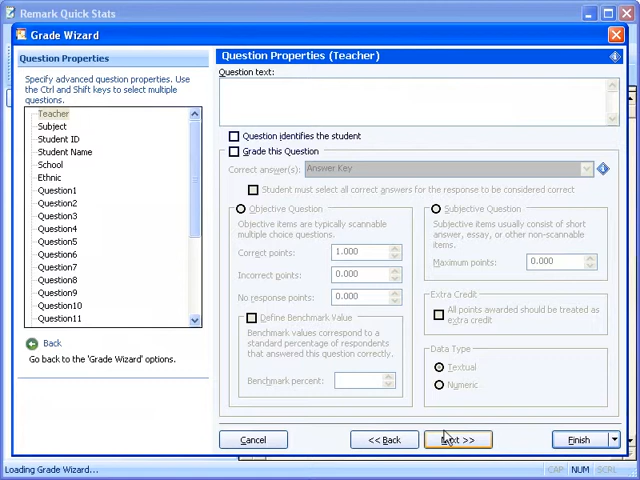 Remark Quick Stats
Grade Wizard
Question Properties
Specify advanced question properties. Use
the Ctrl and Shift keys to select multiple
questions.
Teacher
Subject
Student ID
Student Name
School
Ethnic
Question1
Question2
Question3
Question4
Question5
Question6
Question7
Question8
Question9
Question10
Question11
Back
Go back to the 'Grade Wizard' options.
Question Properties (Teacher)
Question text:
Question identifies the student
Grade this Question
Correct answer(s):
Answer Key
Student must select all correct answers for the response to be considered correct
Objective Question
Objective items are typically scannable
multiple choice questions.
Correct points:
1.000
Incorrect points:
0.000
No response points:
0.000
Define Benchmark Value
Benchmark values correspond to a
standard percentage of respondents
that answered this question correctly.
Benchmark percent:
Subjective Question
Subjective items usually consist of short
answer, essay, or other non-scannable
items.
Maximum points:
0.000
Extra Credit
All points awarded should be treated as
extra credit
Data Type
Textual
Numeric
Cancel
<< Back
Next >>
Finish
Loading Grade Wizard...
CAP
NUM
SCRL